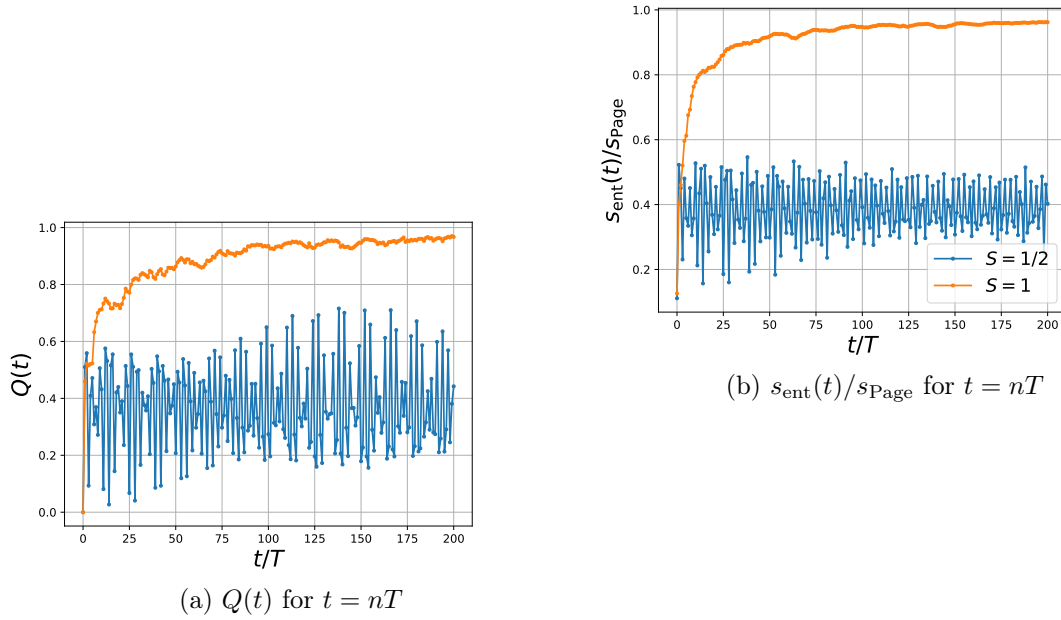 1.0
0.8
0.6
0.4
0.2
0.0
Q(t)
0 25 50 75 100 125 150 175 200
t/T
(a) Q(t) for t = nT
1.0
0.8
0.6
0.4
0.2
s_ent(t)/s_Page
S = 1/2
S = 1
0 25 50 75 100 125 150 175 200
t/T
(b) s_ent(t)/s_Page for t = nT